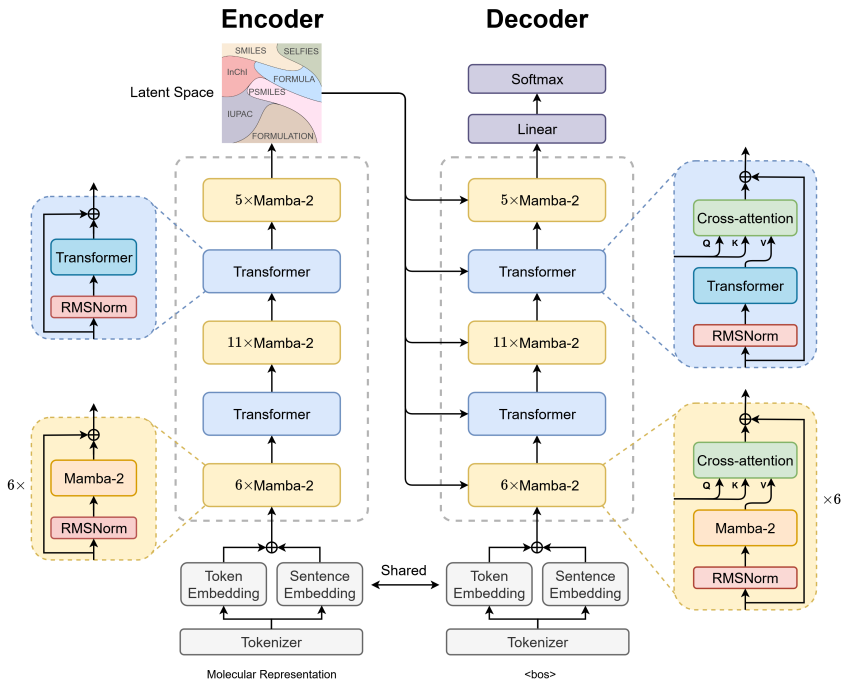 Encoder
Decoder
SMILES
SELFIES
InChI
FORMULA
PSMILES
IUPAC
FORMULATION
Latent Space
Softmax
Linear
5×Mamba-2
Transformer
11×Mamba-2
Transformer
6×Mamba-2
5×Mamba-2
Transformer
11×Mamba-2
Transformer
6×Mamba-2
Transformer
RMSNorm
6×
Mamba-2
RMSNorm
Cross-attention
Q K V
Transformer
RMSNorm
Cross-attention
Q K V
Mamba-2
RMSNorm
×6
Token
Embedding
Sentence
Embedding
Shared
Token
Embedding
Sentence
Embedding
Tokenizer
Tokenizer
Molecular Representation
<bos>